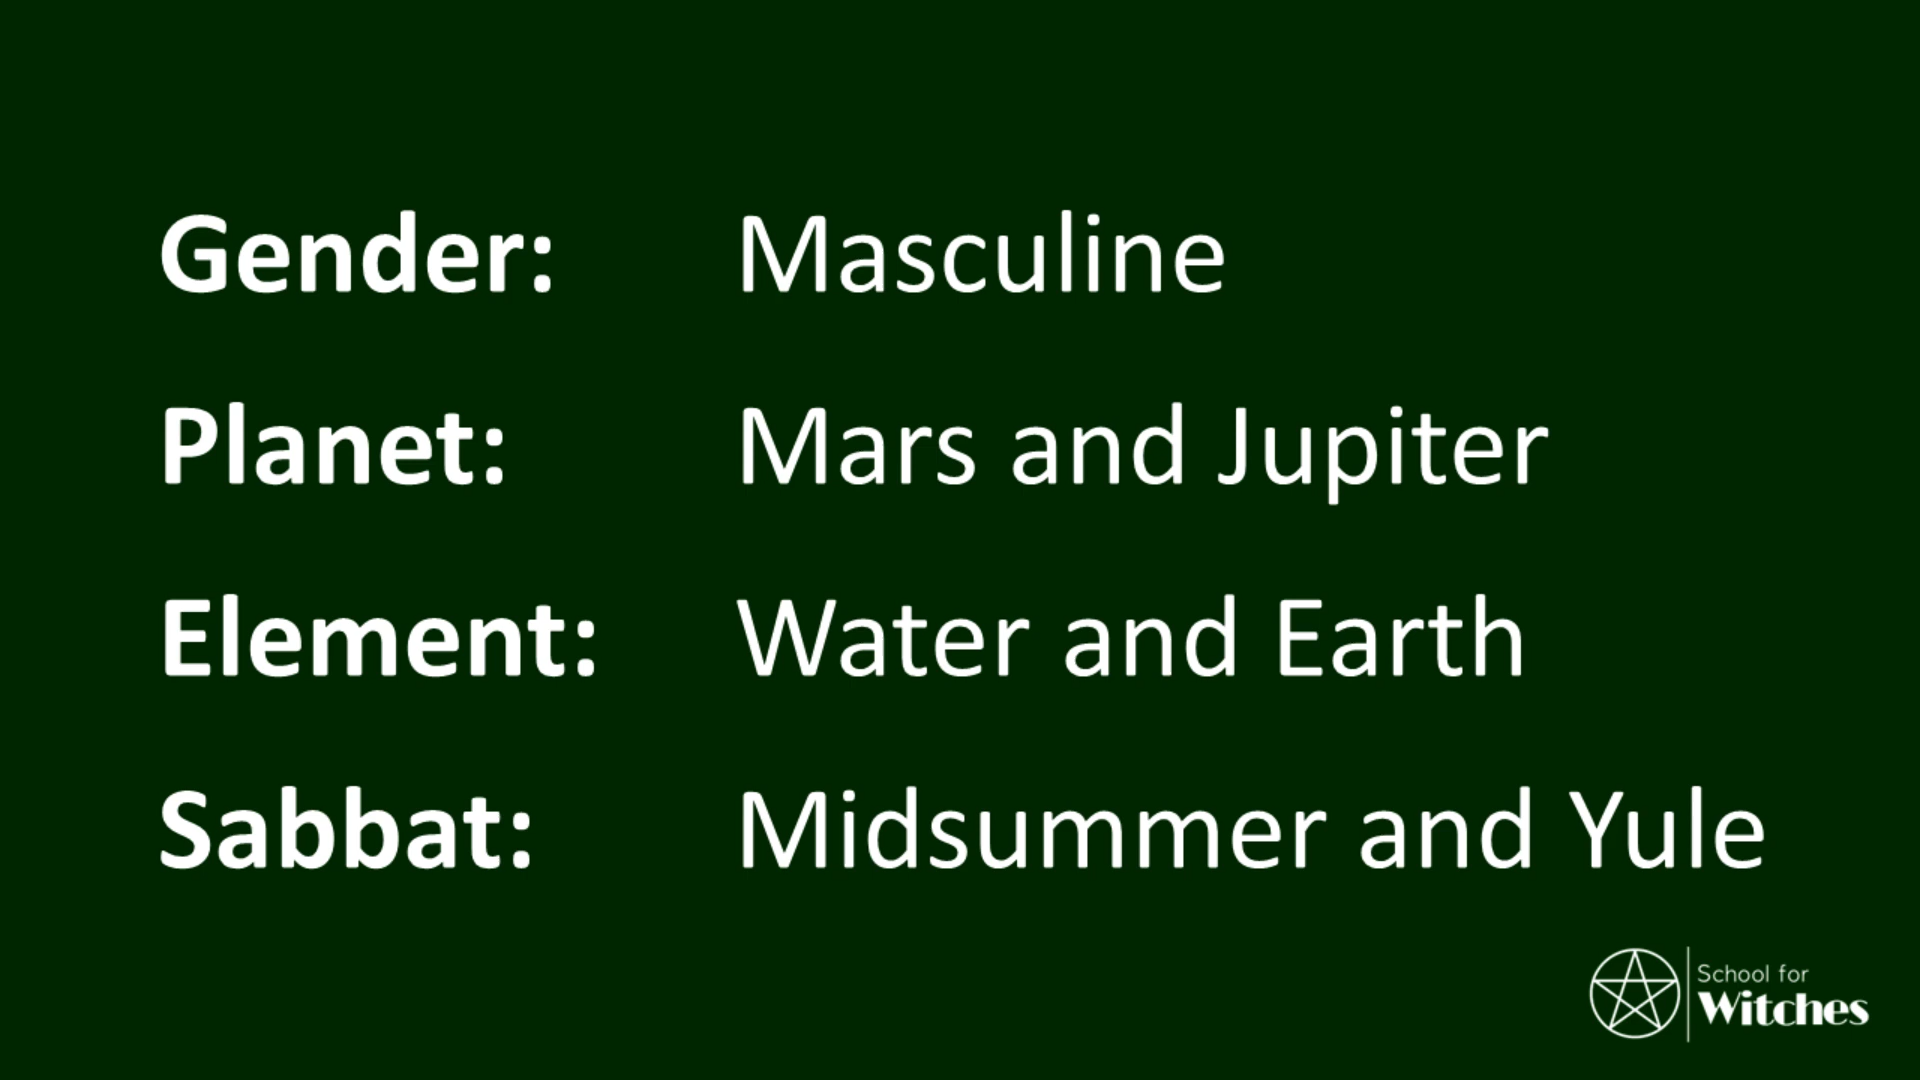 Gender: Masculine
Planet: Mars and Jupiter
Element: Water and Earth
Sabbat: Midsummer and Yule
School for
Witches